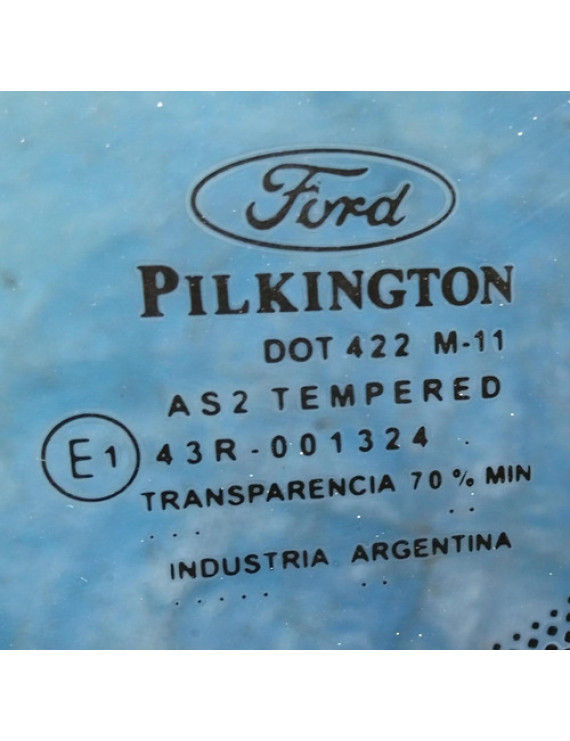 Ford
PILKINGTON
DOT 422 M-11
AS2 TEMPERED
E1 43R-001324
TRANSPARENCIA 70% MIN
INDUSTRIA ARGENTINA